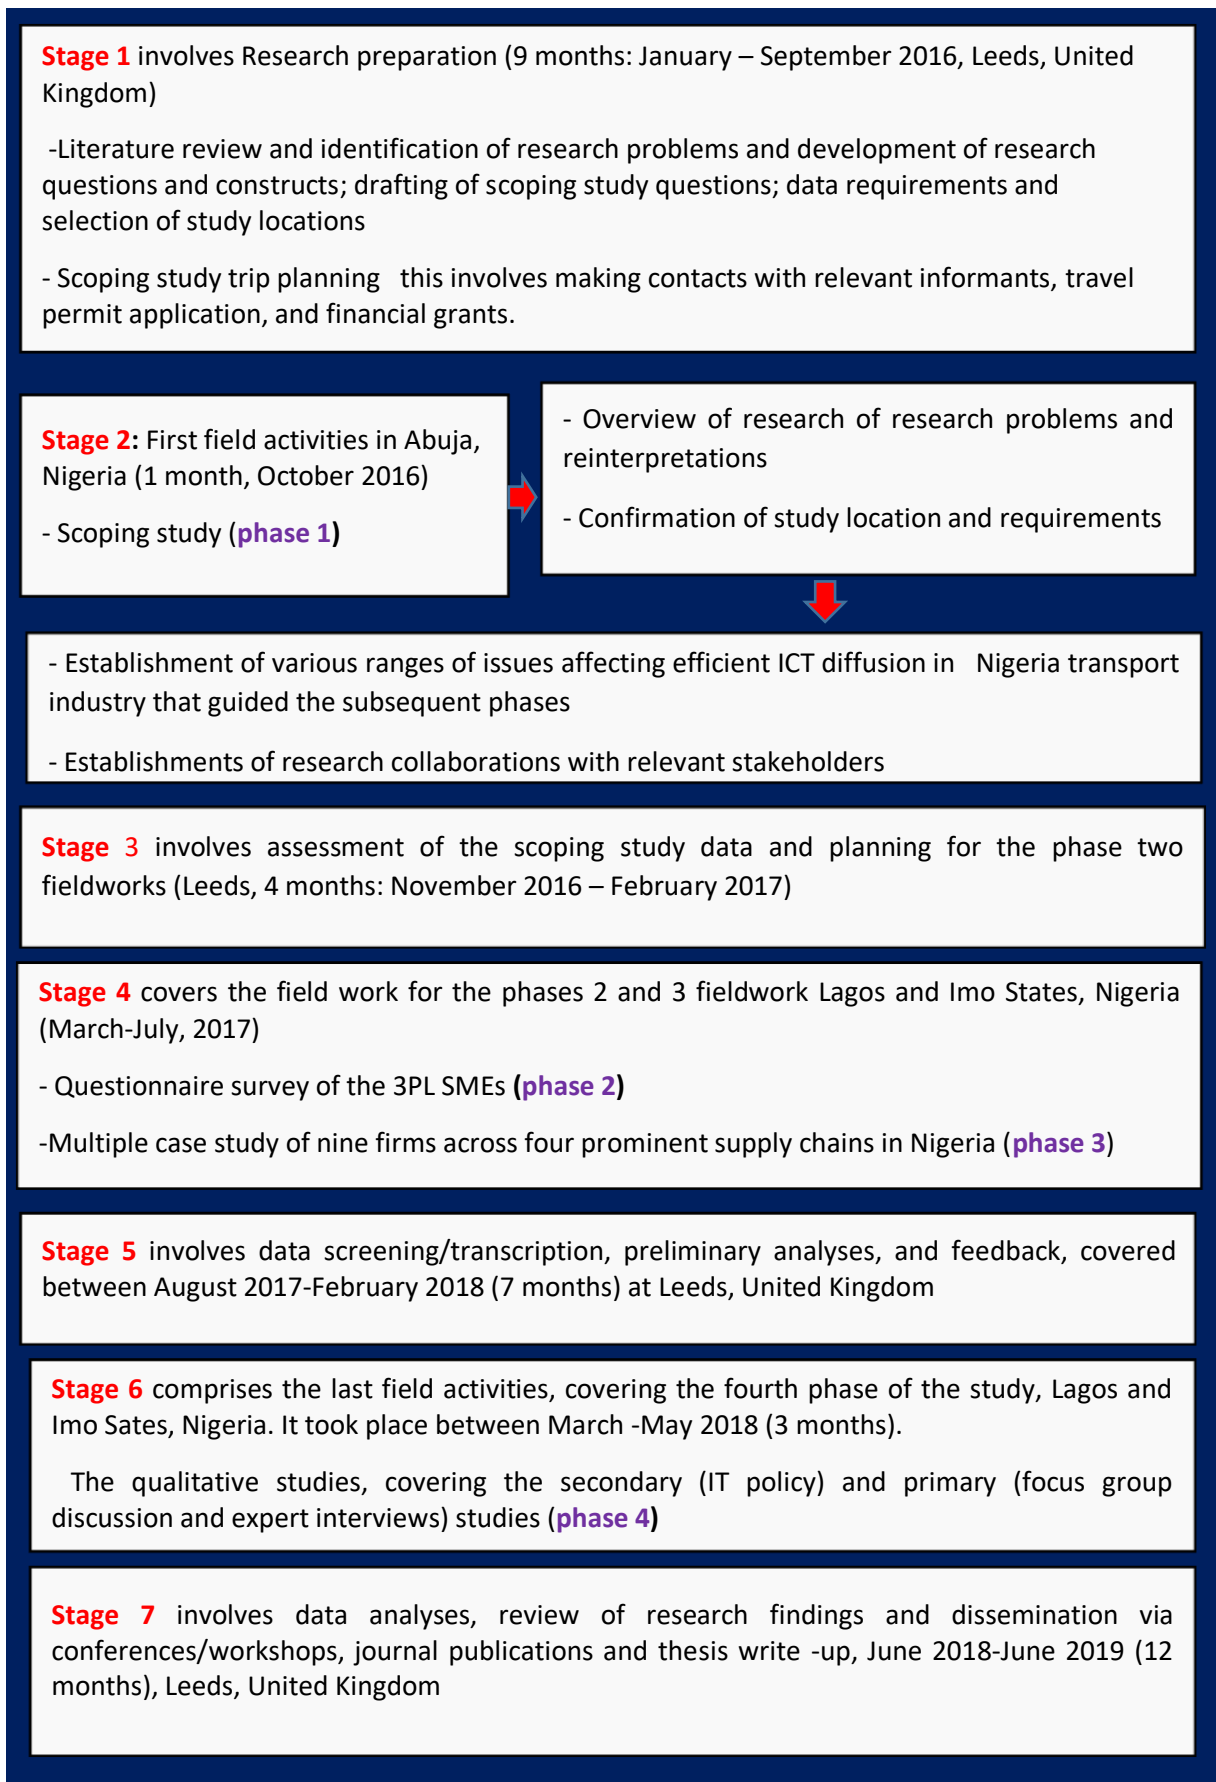 Stage 1 involves Research preparation (9 months: January – September 2016, Leeds, United
Kingdom)
-Literature review and identification of research problems and development of research
questions and constructs; drafting of scoping study questions; data requirements and
selection of study locations
- Scoping study trip planning this involves making contacts with relevant informants, travel
permit application, and financial grants.
Stage 2: First field activities in Abuja,
Nigeria (1 month, October 2016)
- Scoping study (phase 1)
- Overview of research of research problems and
reinterpretations
- Confirmation of study location and requirements
- Establishment of various ranges of issues affecting efficient ICT diffusion in Nigeria transport
industry that guided the subsequent phases
- Establishments of research collaborations with relevant stakeholders
Stage 3 involves assessment of the scoping study data and planning for the phase two
fieldworks (Leeds, 4 months: November 2016 – February 2017)
Stage 4 covers the field work for the phases 2 and 3 fieldwork Lagos and Imo States, Nigeria
(March-July, 2017)
- Questionnaire survey of the 3PL SMEs (phase 2)
-Multiple case study of nine firms across four prominent supply chains in Nigeria (phase 3)
Stage 5 involves data screening/transcription, preliminary analyses, and feedback, covered
between August 2017-February 2018 (7 months) at Leeds, United Kingdom
Stage 6 comprises the last field activities, covering the fourth phase of the study, Lagos and
Imo Sates, Nigeria. It took place between March -May 2018 (3 months).
The qualitative studies, covering the secondary (IT policy) and primary (focus group
discussion and expert interviews) studies (phase 4)
Stage 7 involves data analyses, review of research findings and dissemination via
conferences/workshops, journal publications and thesis write -up, June 2018-June 2019 (12
months), Leeds, United Kingdom